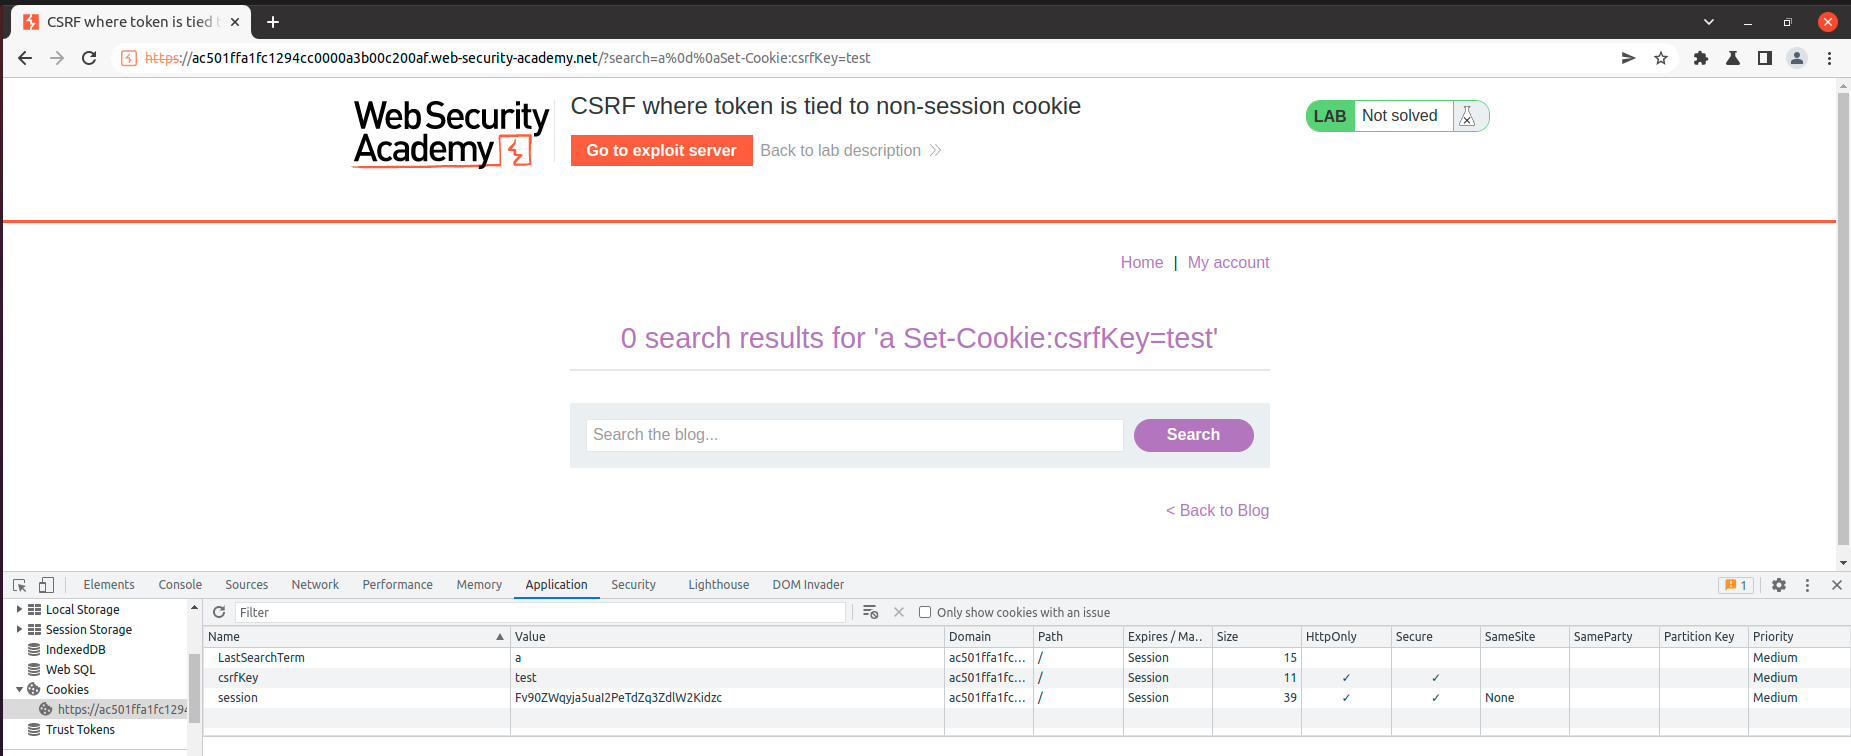 CSRF where token is tied t
https://ac501ffa1fc1294cc0000a3b00c200af.web-security-academy.net/?search=a%0d%0aSet-Cookie:csrfKey=test
Web Security
Academy
CSRF where token is tied to non-session cookie
Go to exploit server
Back to lab description
LAB Not solved
Home | My account
0 search results for 'a Set-Cookie:csrfKey=test'
Search the blog...
Search
< Back to Blog
Elements Console Sources Network Performance Memory Application Security Lighthouse DOM Invader 1
Local Storage
Session Storage
IndexedDB
Web SQL
Cookies
https://ac501ffa1fc1294
Trust Tokens
Filter
Only show cookies with an issue
Name Value Domain Path Expires / Ma.. Size HttpOnly Secure SameSite SameParty Partition Key Priority
LastSearchTerm a ac501ffa1fc... / Session 15 Medium
csrfKey test ac501ffa1fc... / Session 11 ✓ ✓ Medium
session Fv90ZWqyja5uaI2PeTdZq3ZdlW2Kidzc ac501ffa1fc... / Session 39 ✓ ✓ None Medium